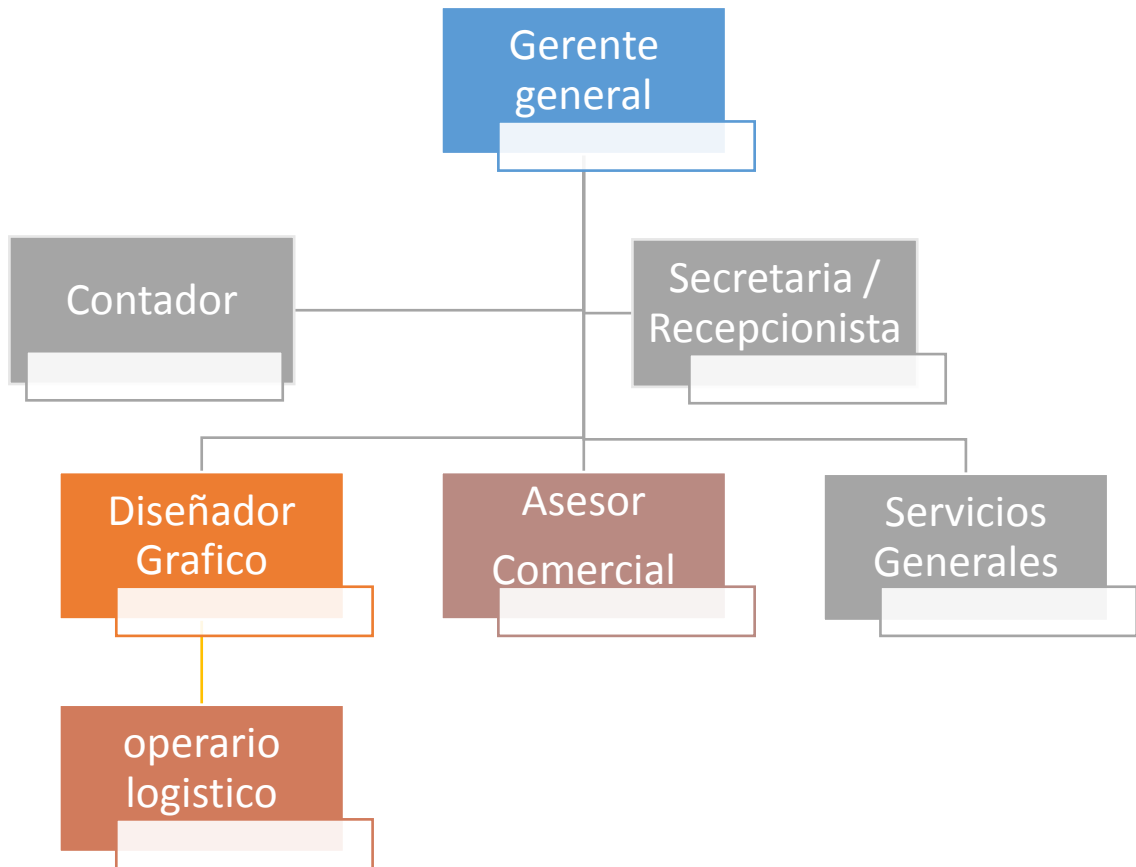 Gerente
general
Contador
Secretaria /
Recepcionista
Diseñador
Grafico
Asesor
Comercial
Servicios
Generales
operario
logistico